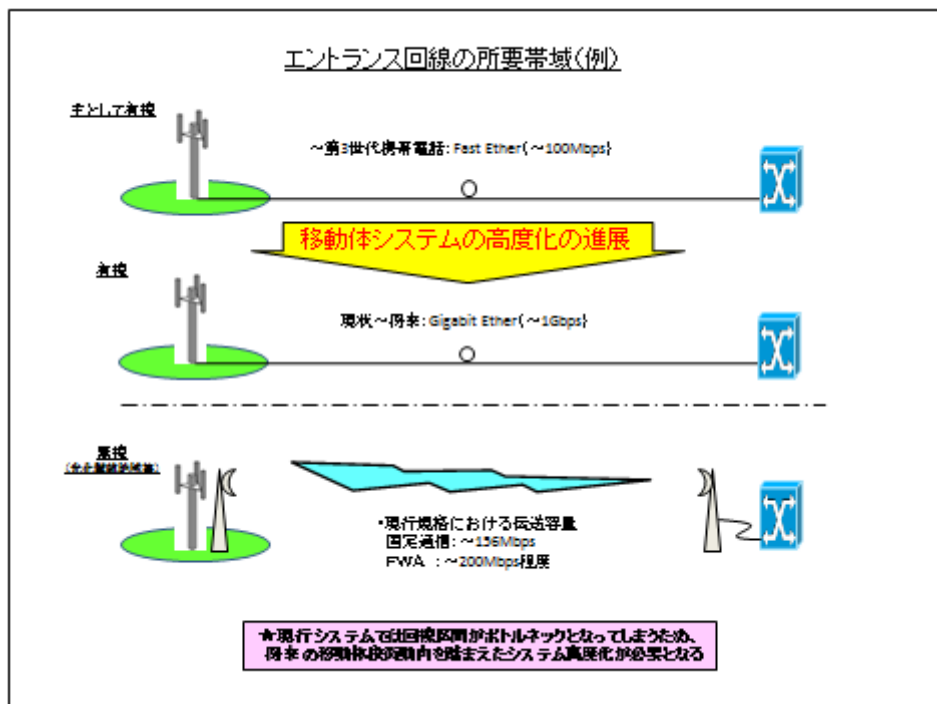 エントランス回線の所要帯域(例)
主として有線
～第3世代携帯電話: Fast Ether(～100Mbps)
移動体システムの高度化の進展
有線
現状～将来: Gigabit Ether(～1Gbps)
無線
・現行規格における伝送容量
固定通信: ～156Mbps
FWA : ～200Mbps程度
★現行システムでは回線区間がボトルネックとなってしまうため、
将来の移動体技術動向を踏まえたシステム高度化が必要となる